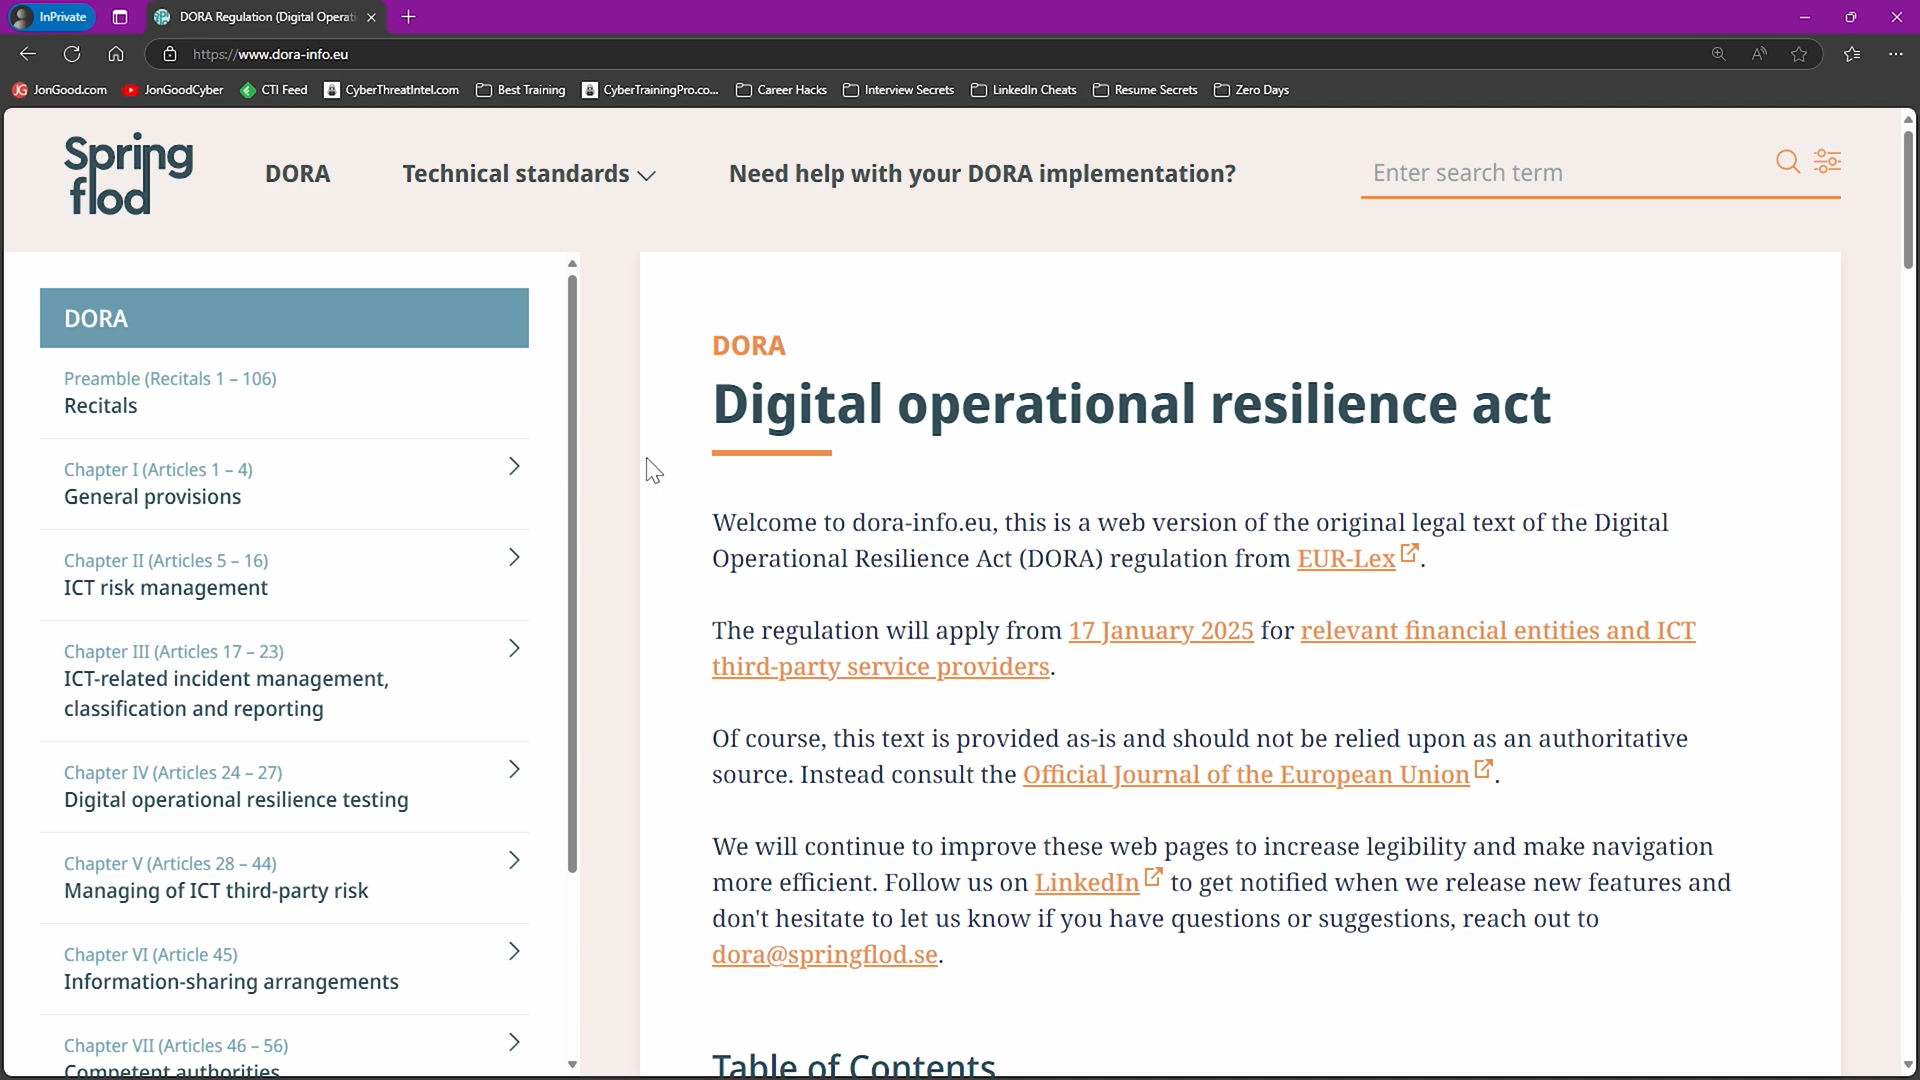 InPrivate
DORA Regulation (Digital Operati
https://www.dora-info.eu
JonGood.com
JonGoodCyber
CTI Feed
CyberThreatIntel.com
Best Training
CyberTrainingPro.co...
Career Hacks
Interview Secrets
LinkedIn Cheats
Resume Secrets
Zero Days
Spring
flod
DORA
Technical standards
Need help with your DORA implementation?
Enter search term
DORA
Preamble (Recitals 1 – 106)
Recitals
Chapter I (Articles 1 – 4)
General provisions
Chapter II (Articles 5 – 16)
ICT risk management
Chapter III (Articles 17 – 23)
ICT-related incident management,
classification and reporting
Chapter IV (Articles 24 – 27)
Digital operational resilience testing
Chapter V (Articles 28 – 44)
Managing of ICT third-party risk
Chapter VI (Article 45)
Information-sharing arrangements
Chapter VII (Articles 46 – 56)
Competent authorities
DORA
Digital operational resilience act
Welcome to dora-info.eu, this is a web version of the original legal text of the Digital
Operational Resilience Act (DORA) regulation from EUR-Lex.
The regulation will apply from 17 January 2025 for relevant financial entities and ICT
third-party service providers.
Of course, this text is provided as-is and should not be relied upon as an authoritative
source. Instead consult the Official Journal of the European Union.
We will continue to improve these web pages to increase legibility and make navigation
more efficient. Follow us on LinkedIn to get notified when we release new features and
don't hesitate to let us know if you have questions or suggestions, reach out to
dora@springflod.se.
Table of Contents